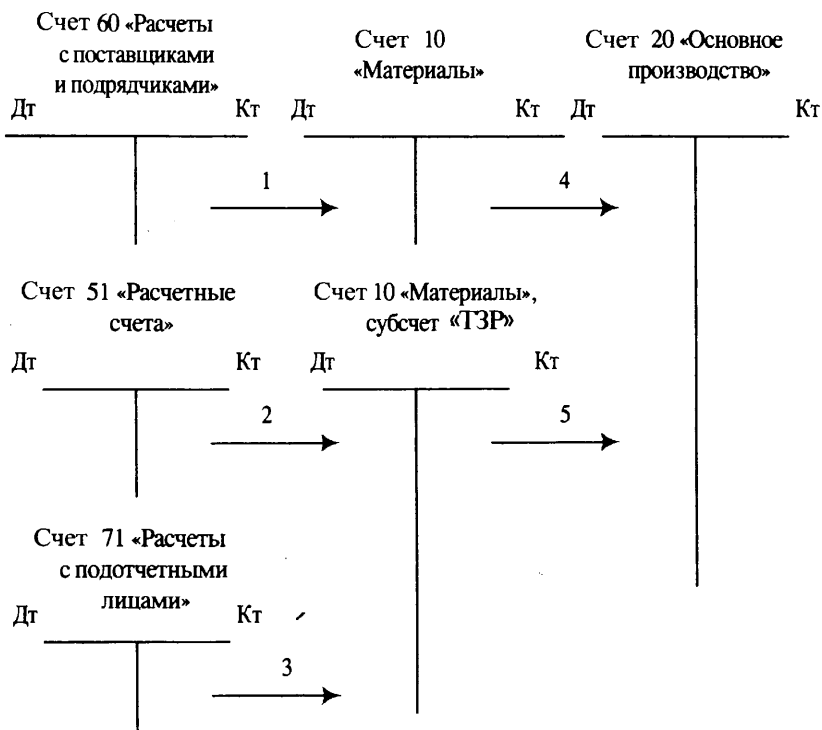 Счет 60 «Расчеты
с поставщиками
и подрядчиками»
Счет 10
«Материалы»
Счет 20 «Основное
производство»
Дт Кт Дт Кт Дт Кт
1
4
Счет 51 «Расчетные
счета»
Счет 10 «Материалы»,
субсчет «ТЗР»
Дт Кт Дт Кт
2
5
Счет 71 «Расчеты
с подотчетными
лицами»
Дт Кт
3